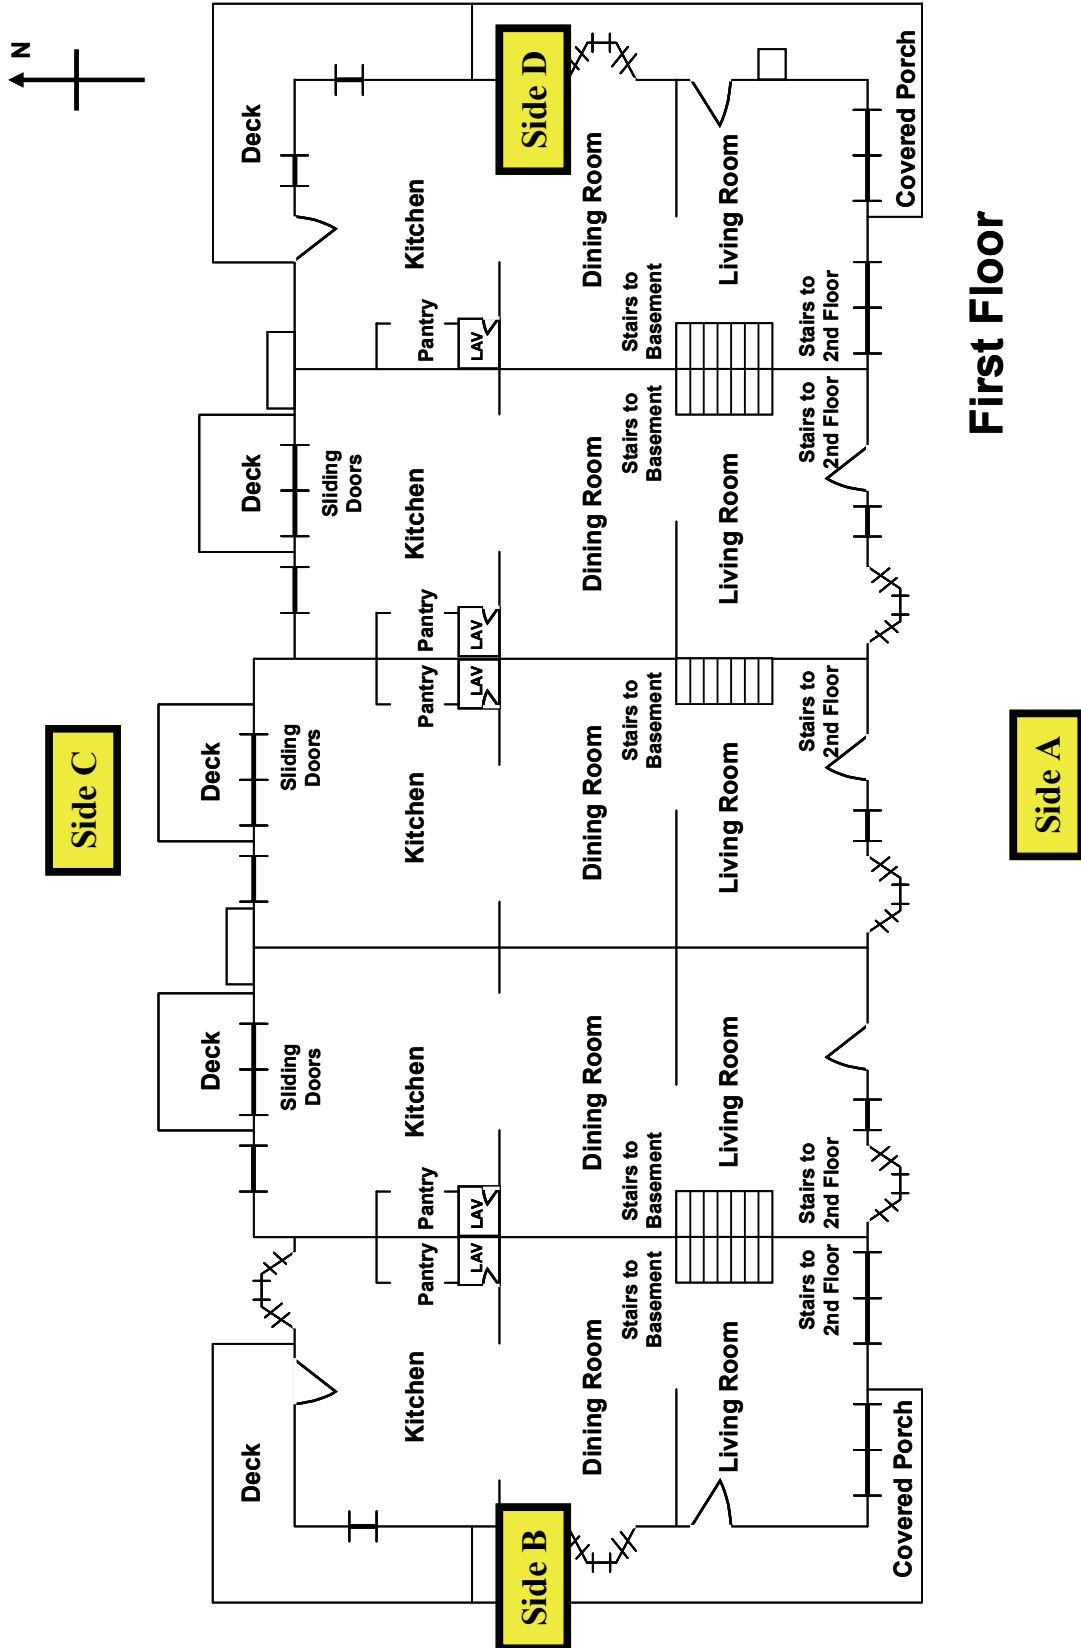 N
Side C
Deck
Deck
Deck
Deck
Deck
Sliding
Doors
Sliding
Doors
Sliding
Doors
Kitchen
Kitchen
Kitchen
Kitchen
Kitchen
Pantry
Pantry
Pantry
Pantry
Pantry
LAV
LAV
LAV
LAV
LAV
Side B
Side D
Dining Room
Dining Room
Dining Room
Dining Room
Dining Room
Stairs to
Basement
Stairs to
Basement
Stairs to
Basement
Stairs to
Basement
Stairs to
Basement
Living Room
Living Room
Living Room
Living Room
Living Room
Stairs to
2nd Floor
Stairs to
2nd Floor
Stairs to
2nd Floor
Stairs to
2nd Floor
Stairs to
2nd Floor
Covered Porch
Covered Porch
First Floor
Side A